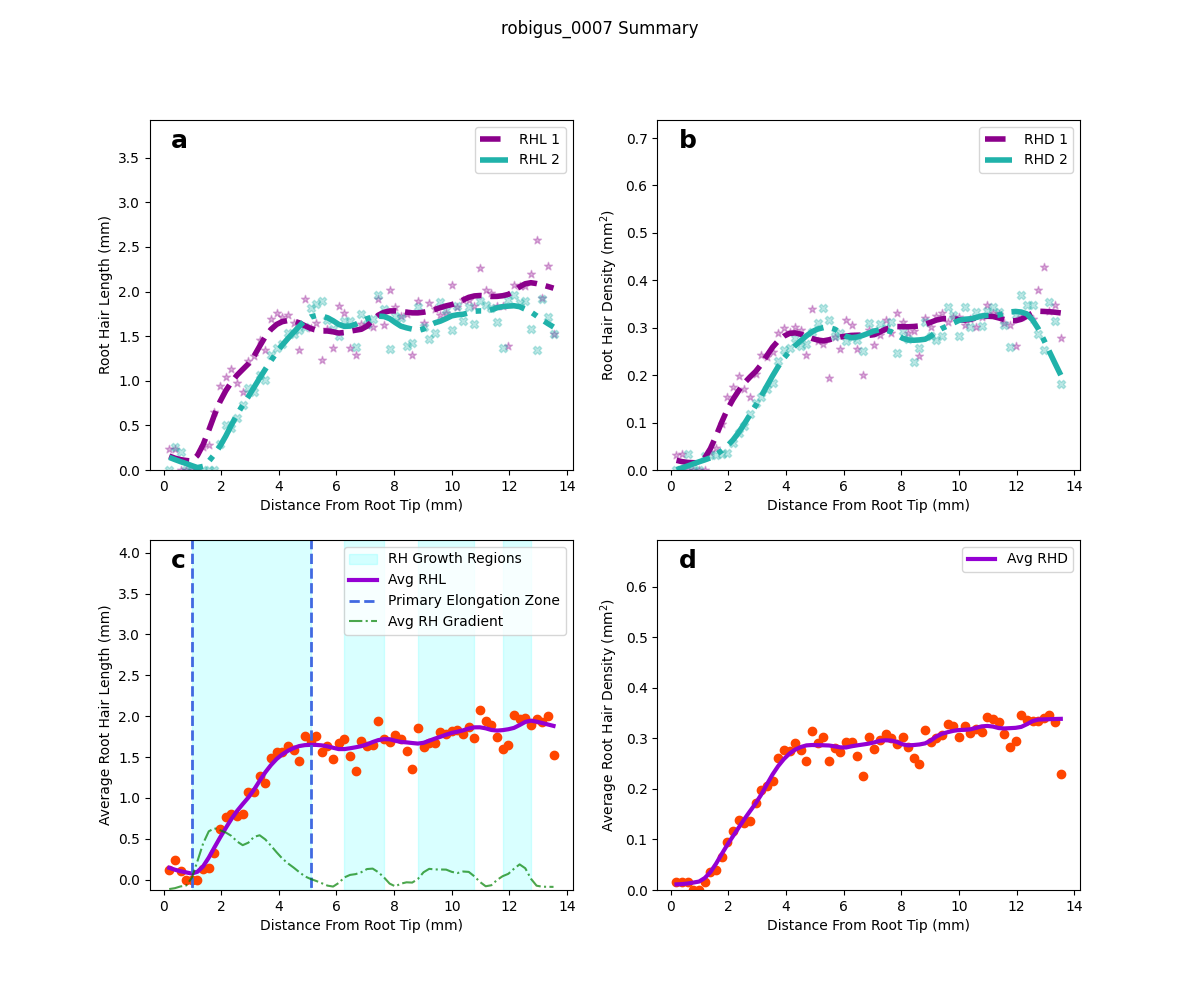 robigus_0007 Summary
a
RHL 1
RHL 2
3.5
3.0
2.5
2.0
1.5
1.0
0.5
0.0
Root Hair Length (mm)
0 2 4 6 8 10 12 14
Distance From Root Tip (mm)
b
RHD 1
RHD 2
0.7
0.6
0.5
0.4
0.3
0.2
0.1
0.0
Root Hair Density (mm²)
0 2 4 6 8 10 12 14
Distance From Root Tip (mm)
c
RH Growth Regions
Avg RHL
Primary Elongation Zone
Avg RH Gradient
4.0
3.5
3.0
2.5
2.0
1.5
1.0
0.5
0.0
Average Root Hair Length (mm)
0 2 4 6 8 10 12 14
Distance From Root Tip (mm)
d
Avg RHD
0.6
0.5
0.4
0.3
0.2
0.1
0.0
Average Root Hair Density (mm²)
0 2 4 6 8 10 12 14
Distance From Root Tip (mm)